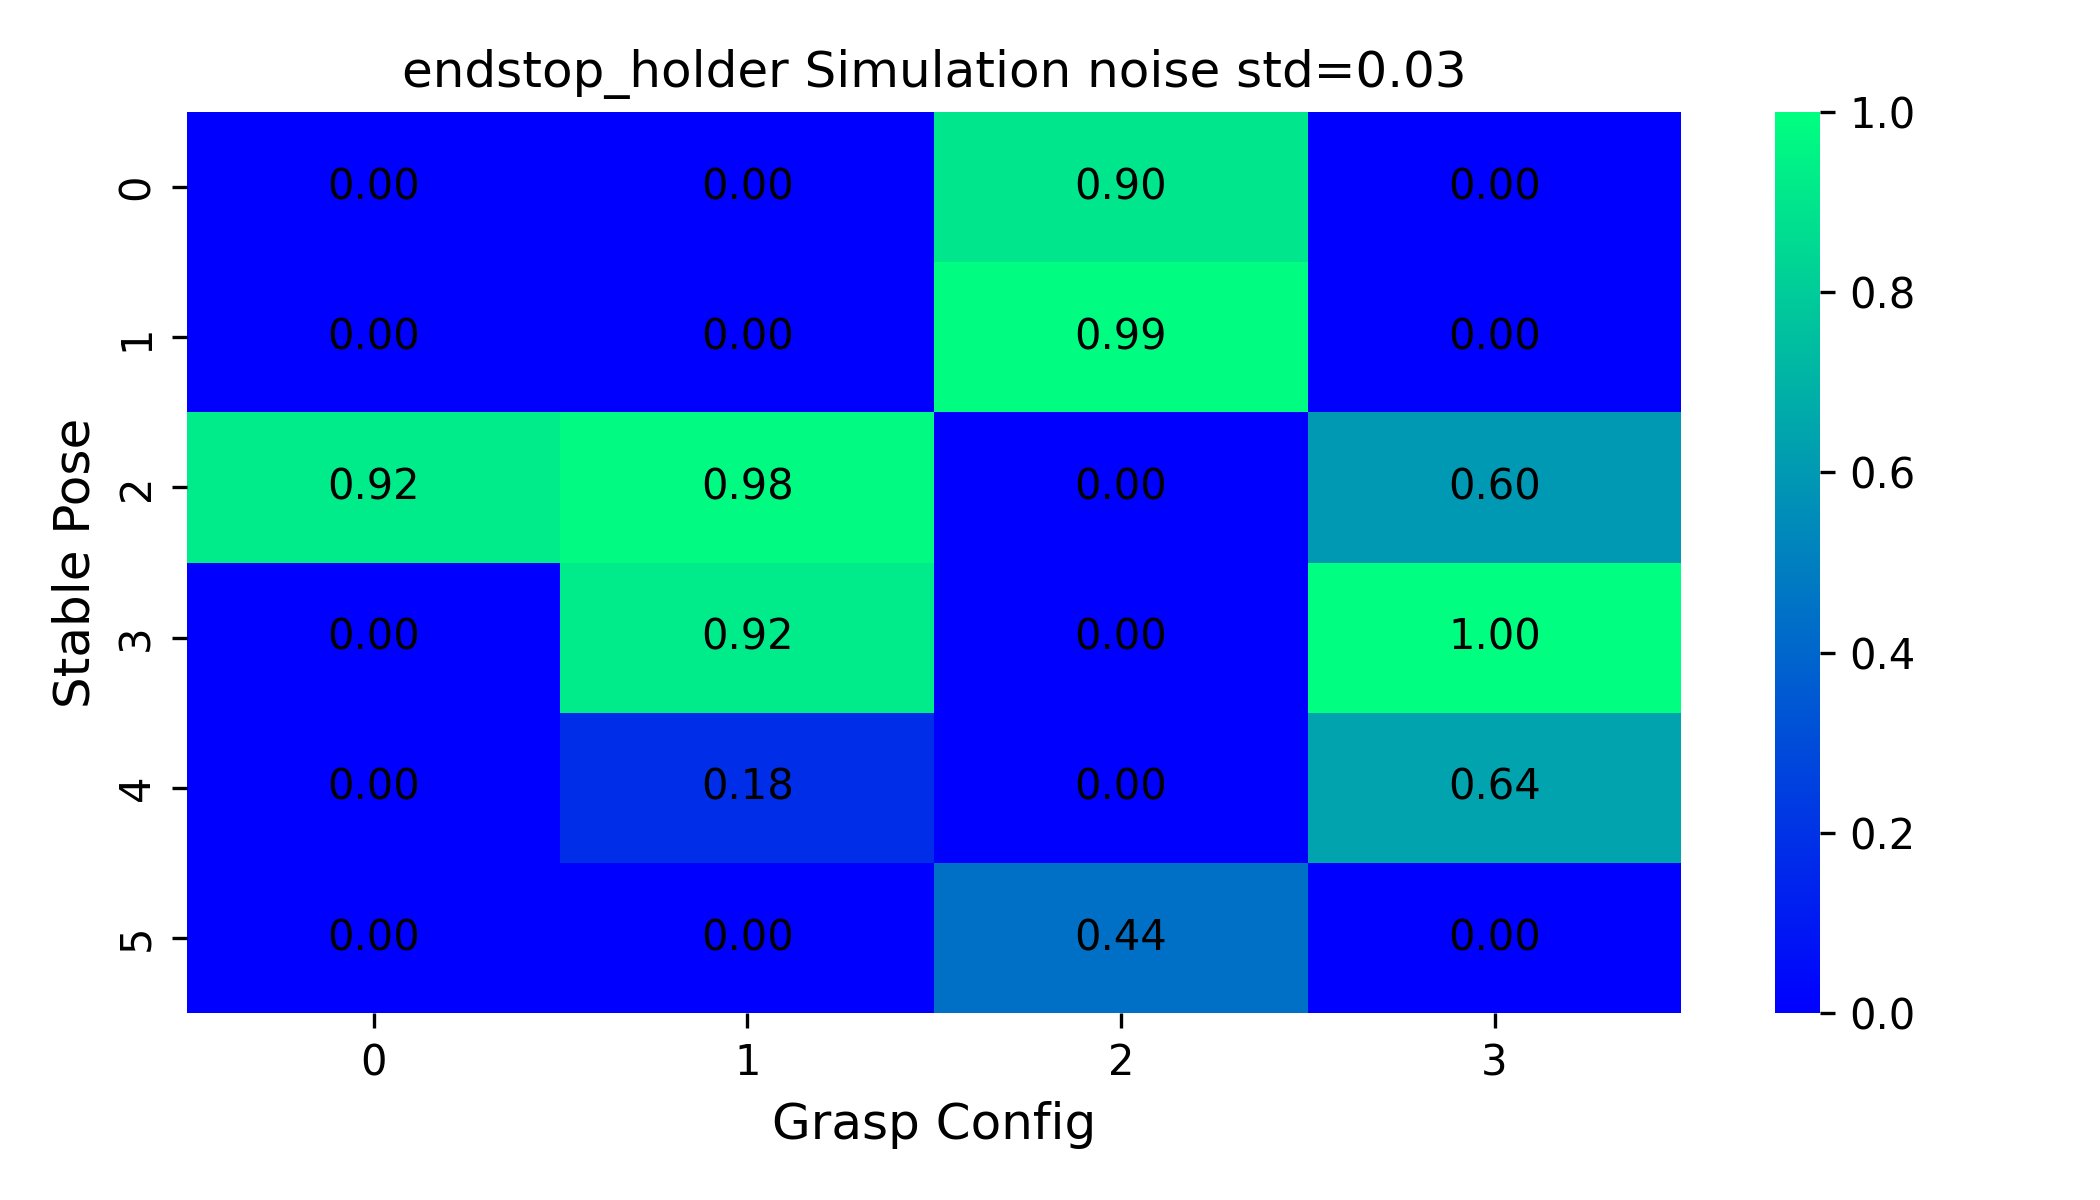 endstop_holder Simulation noise std=0.03
Stable Pose
0 0.00 0.00 0.90 0.00
1 0.00 0.00 0.99 0.00
2 0.92 0.98 0.00 0.60
3 0.00 0.92 0.00 1.00
4 0.00 0.18 0.00 0.64
5 0.00 0.00 0.44 0.00
0 1 2 3
Grasp Config
1.0
0.8
0.6
0.4
0.2
0.0